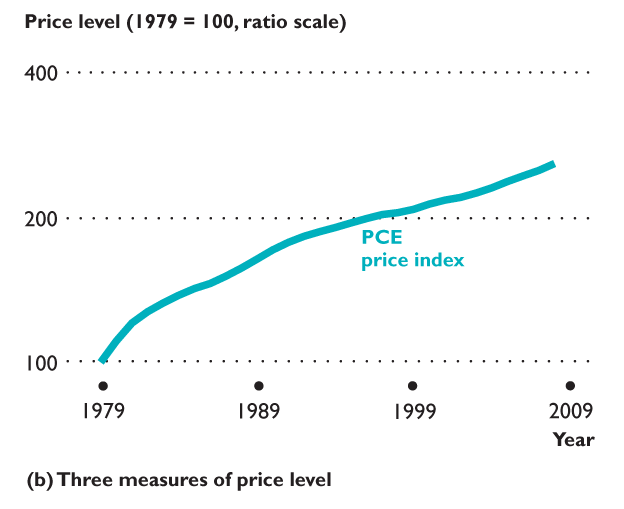 Price level (1979 = 100, ratio scale)
400
200
PCE
price index
100
1979 1989 1999 2009
Year
(b) Three measures of price level